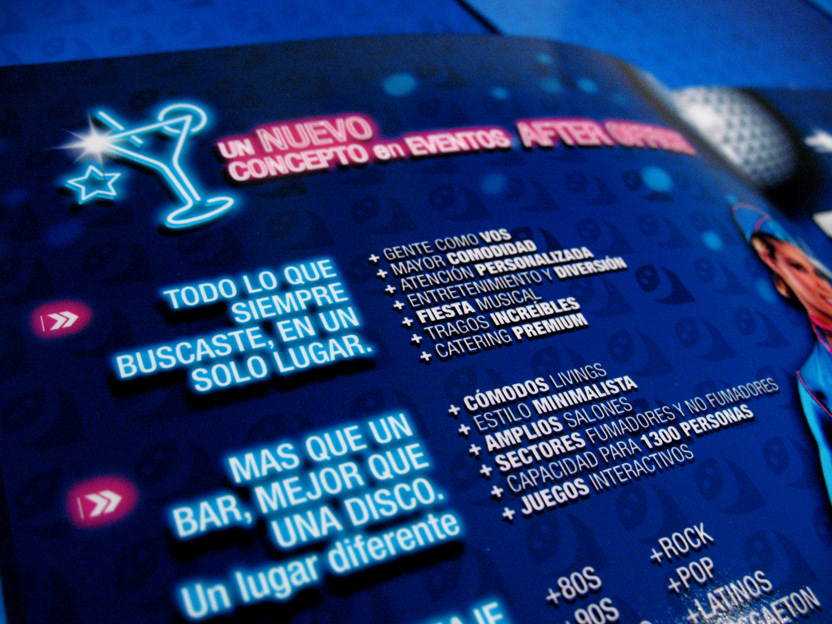 UN NUEVO
CONCEPTO en EVENTOS AFTER OFFICE
TODO LO QUE
SIEMPRE
BUSCASTE, EN UN
SOLO LUGAR.
+ GENTE COMO VOS
+ MAYOR COMODIDAD
+ ATENCIÓN PERSONALIZADA
+ ENTRETENIMIENTO Y DIVERSIÓN
+ FIESTA MUSICAL
+ TRAGOS INCREÍBLES
+ CATERING PREMIUM
MAS QUE UN
BAR, MEJOR QUE
UNA DISCO.
Un lugar diferente
+ CÓMODOS LIVINGS
+ ESTILO MINIMALISTA
+ AMPLIOS SALONES
+ SECTORES FUMADORES Y NO FUMADORES
+ CAPACIDAD PARA 1300 PERSONAS
+ JUEGOS INTERACTIVOS
+80S
+90S
+ROCK
+POP
+LATINOS